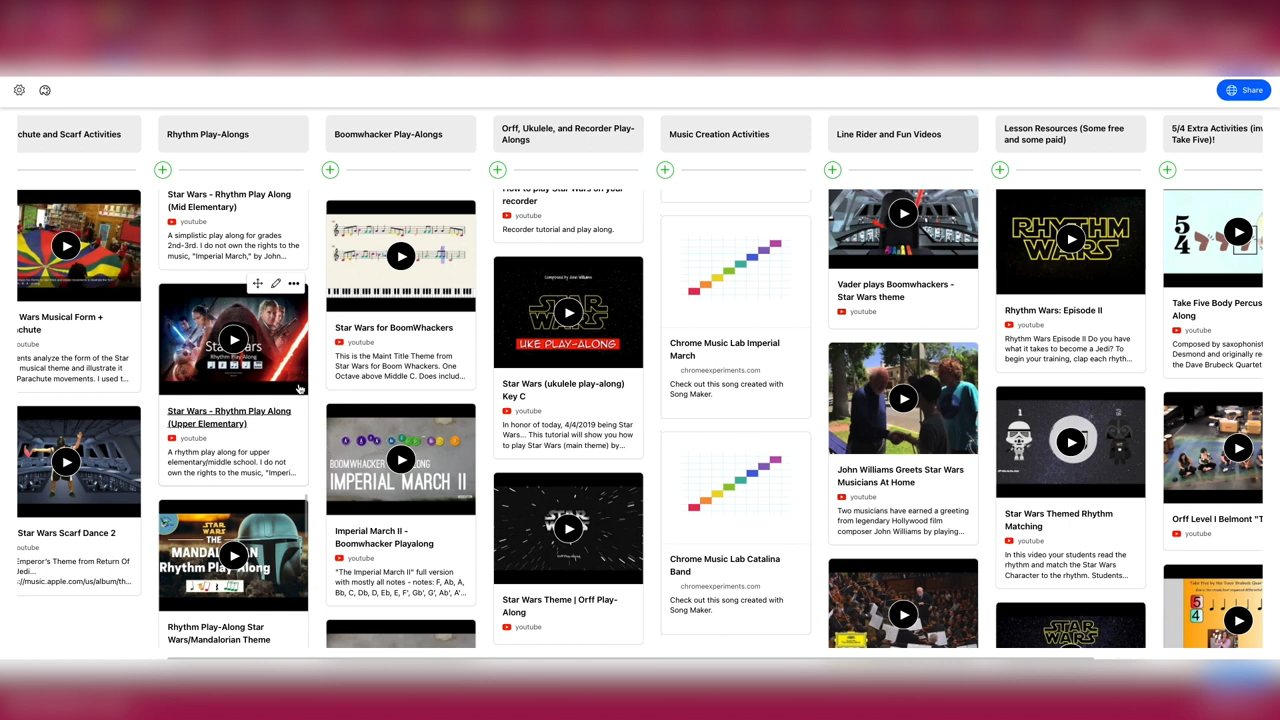 Share
chute and Scarf Activities
Wars Musical Form +
chute
outube
ents analyze the form of the Star
musical theme and illustrate it
Parachute movements. I used t...
Star Wars Scarf Dance 2
outube
Emperor's Theme from Return Of
Jedi...
://music.apple.com/us/album/th...
Rhythm Play-Alongs
Star Wars - Rhythm Play Along
(Mid Elementary)
youtube
A simplistic play along for grades
2nd-3rd. I do not own the rights to the
music, "Imperial March," by John...
Star Wars
Rhythm Play Along
Star Wars - Rhythm Play Along
(Upper Elementary)
youtube
A rhythm play along for upper
elementary/middle school. I do not
own the rights to the music, "Imperi...
STAR WARS
THE
MANDALORIAN
Rhythm Play-Along
Rhythm Play-Along Star
Wars/Mandalorian Theme
Boomwhacker Play-Alongs
Star Wars for BoomWhackers
youtube
This is the Maint Title Theme from
Star Wars for Boom Whackers.
One Octave above Middle C. Does includ...
BOOMWHACKER PLAYALONG
IMPERIAL MARCH II
Imperial March II -
Boomwhacker Playalong
youtube
"The Imperial March II" full version
with mostly all notes - notes: F, Ab, A,
Bb, C, Db, D, Eb, E, F', Gb', G', Ab', A'...
Orff, Ukulele, and Recorder Play-
Alongs
How to play Star Wars on your
recorder
youtube
Recorder tutorial and play along.
Composed by John Williams
STAR WARS
UKE PLAY-ALONG
Star Wars (ukulele play-along)
Key C
youtube
In honor of today, 4/4/2019 being Star
Wars... This tutorial will show you how
to play Star Wars (main theme) by...
STAR WARS
Star Wars Theme | Orff Play-
Along
youtube
Music Creation Activities
Chrome Music Lab Imperial
March
chromeexperiments.com
Check out this song created with
Song Maker.
Chrome Music Lab Catalina
Band
chromeexperiments.com
Check out this song created with
Song Maker.
Line Rider and Fun Videos
Vader plays Boomwhackers -
Star Wars theme
youtube
John Williams Greets Star Wars
Musicians At Home
youtube
Two musicians have earned a greeting
from legendary Hollywood film
composer John Williams by playing...
Lesson Resources (Some free
and some paid)
RHYTHM
WARS
Rhythm Wars: Episode II
youtube
Rhythm Wars Episode II Do you have
what it takes to become a Jedi? To
begin your training, clap each rhyth...
1
2
3
Star Wars Themed Rhythm
Matching
youtube
In this video your students read the
rhythm and match the Star Wars
Character to the rhythm. Students...
STAR
5/4 Extra Activities (inv
Take Five)!
5
4
Take Five Body Percus
Along
youtube
Composed by saxophonist
Desmond and originally re
the Dave Brubeck Quartet
Orff Level I Belmont "T
youtube
5
4